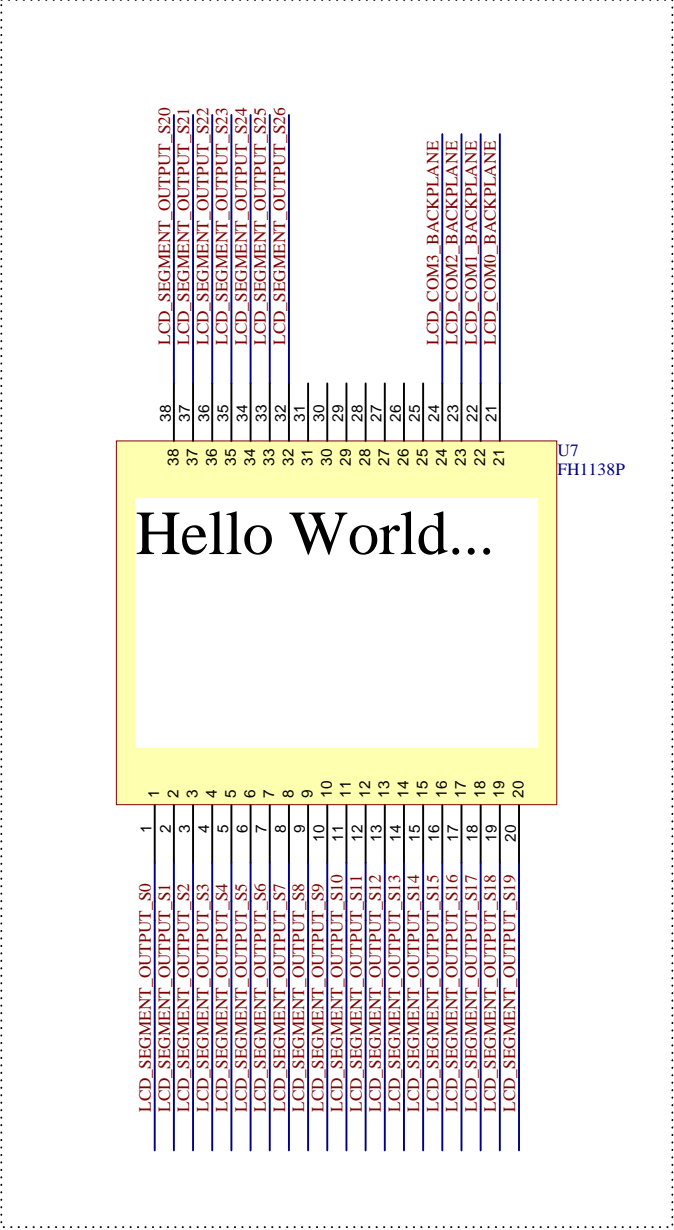 LCD_SEGMENT_OUTPUT_S20
LCD_SEGMENT_OUTPUT_S21
LCD_SEGMENT_OUTPUT_S22
LCD_SEGMENT_OUTPUT_S23
LCD_SEGMENT_OUTPUT_S24
LCD_SEGMENT_OUTPUT_S25
LCD_SEGMENT_OUTPUT_S26
LCD_COM3_BACKPLANE
LCD_COM2_BACKPLANE
LCD_COM1_BACKPLANE
LCD_COM0_BACKPLANE
38 37 36 35 34 33 32 31 30 29 28 27 26 25 24 23 22 21
38 37 36 35 34 33 32 31 30 29 28 27 26 25 24 23 22 21
U7
FH1138P
Hello World...
1 2 3 4 5 6 7 8 9 10 11 12 13 14 15 16 17 18 19 20
1 2 3 4 5 6 7 8 9 10 11 12 13 14 15 16 17 18 19 20
LCD_SEGMENT_OUTPUT_S0
LCD_SEGMENT_OUTPUT_S1
LCD_SEGMENT_OUTPUT_S2
LCD_SEGMENT_OUTPUT_S3
LCD_SEGMENT_OUTPUT_S4
LCD_SEGMENT_OUTPUT_S5
LCD_SEGMENT_OUTPUT_S6
LCD_SEGMENT_OUTPUT_S7
LCD_SEGMENT_OUTPUT_S8
LCD_SEGMENT_OUTPUT_S9
LCD_SEGMENT_OUTPUT_S10
LCD_SEGMENT_OUTPUT_S11
LCD_SEGMENT_OUTPUT_S12
LCD_SEGMENT_OUTPUT_S13
LCD_SEGMENT_OUTPUT_S14
LCD_SEGMENT_OUTPUT_S15
LCD_SEGMENT_OUTPUT_S16
LCD_SEGMENT_OUTPUT_S17
LCD_SEGMENT_OUTPUT_S18
LCD_SEGMENT_OUTPUT_S19